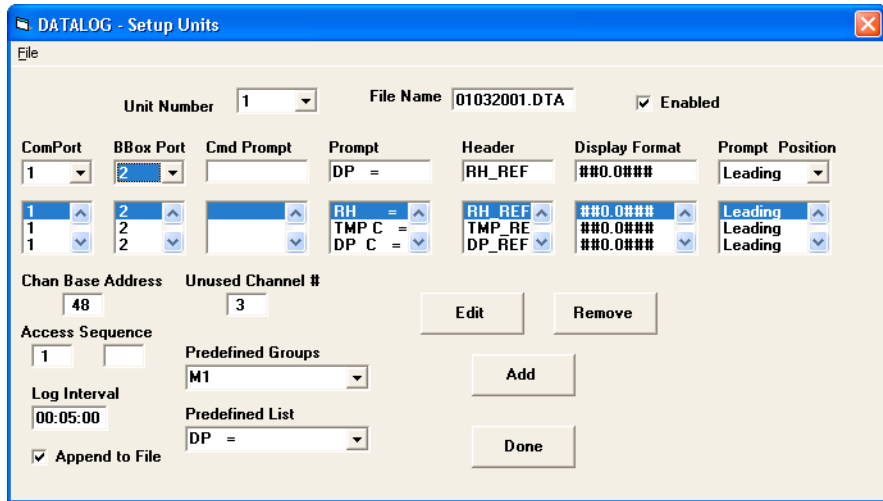 DATALOG - Setup Units
File
Unit Number 1 File Name 01032001.DTA Enabled
ComPort BBox Port Cmd Prompt Prompt Header Display Format Prompt Position
1 2 DP = RH_REF ##0.0### Leading
1 2 RH = RH_REF ##0.0### Leading
1 2 TMP C = TMP_RE ##0.0### Leading
1 2 DP C = DP_REF ##0.0### Leading
Chan Base Address Unused Channel #
48 3
Edit Remove
Access Sequence
1
Predefined Groups
M1
Add
Log Interval
00:05:00
Predefined List
DP =
Done
Append to File